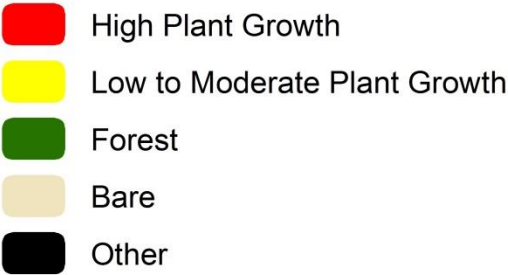 High Plant Growth
Low to Moderate Plant Growth
Forest
Bare
Other